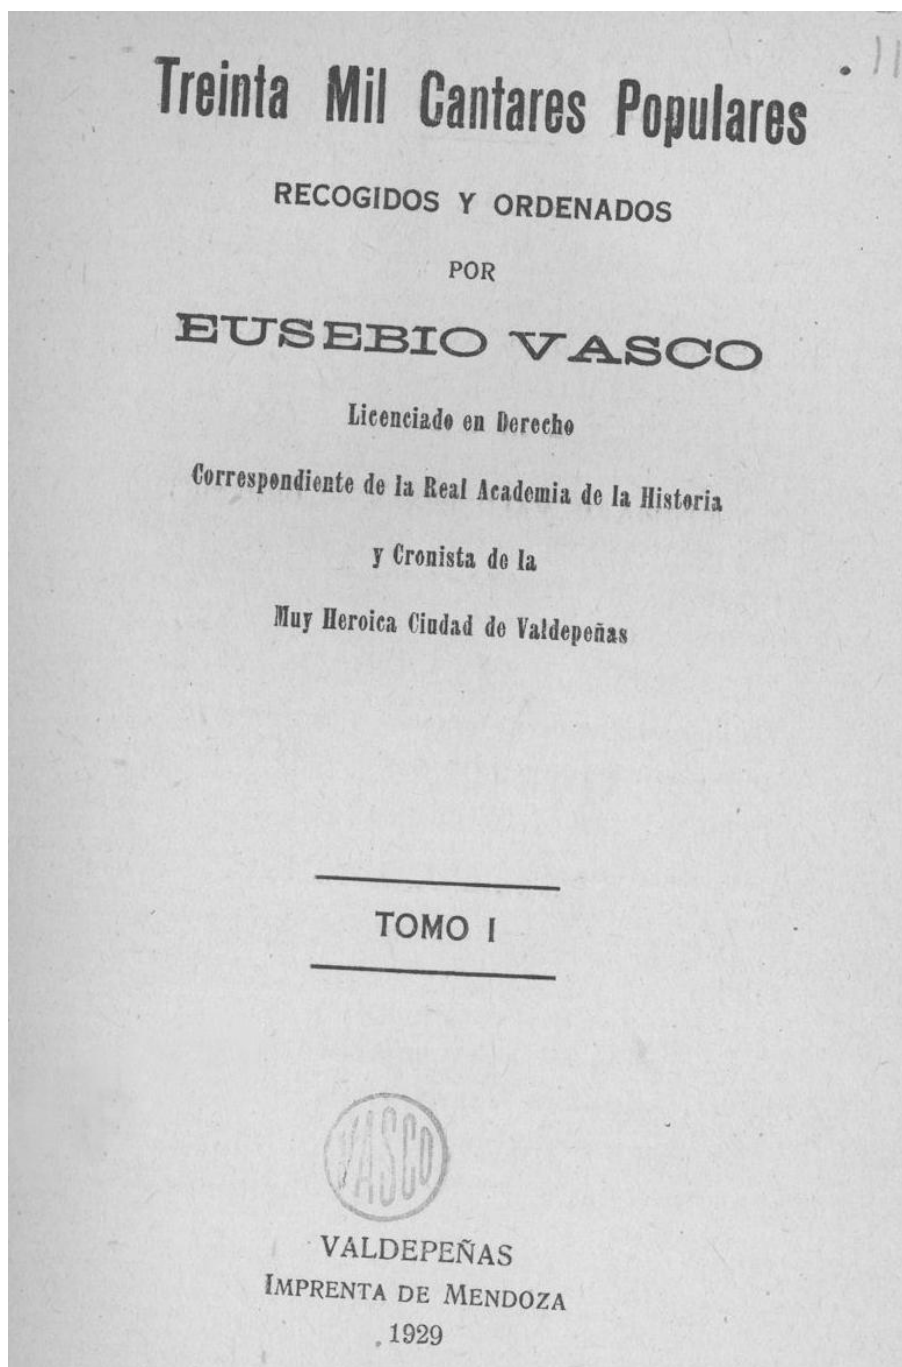 11
Treinta Mil Cantares Populares
RECOGIDOS Y ORDENADOS
POR
EUSEBIO VASCO
Licenciado en Derecho
Correspondiente de la Real Academia de la Historia
y Cronista de la
Muy Heroica Ciudad de Valdepeñas
TOMO I
VASCO
VALDEPEÑAS
IMPRENTA DE MENDOZA
1929